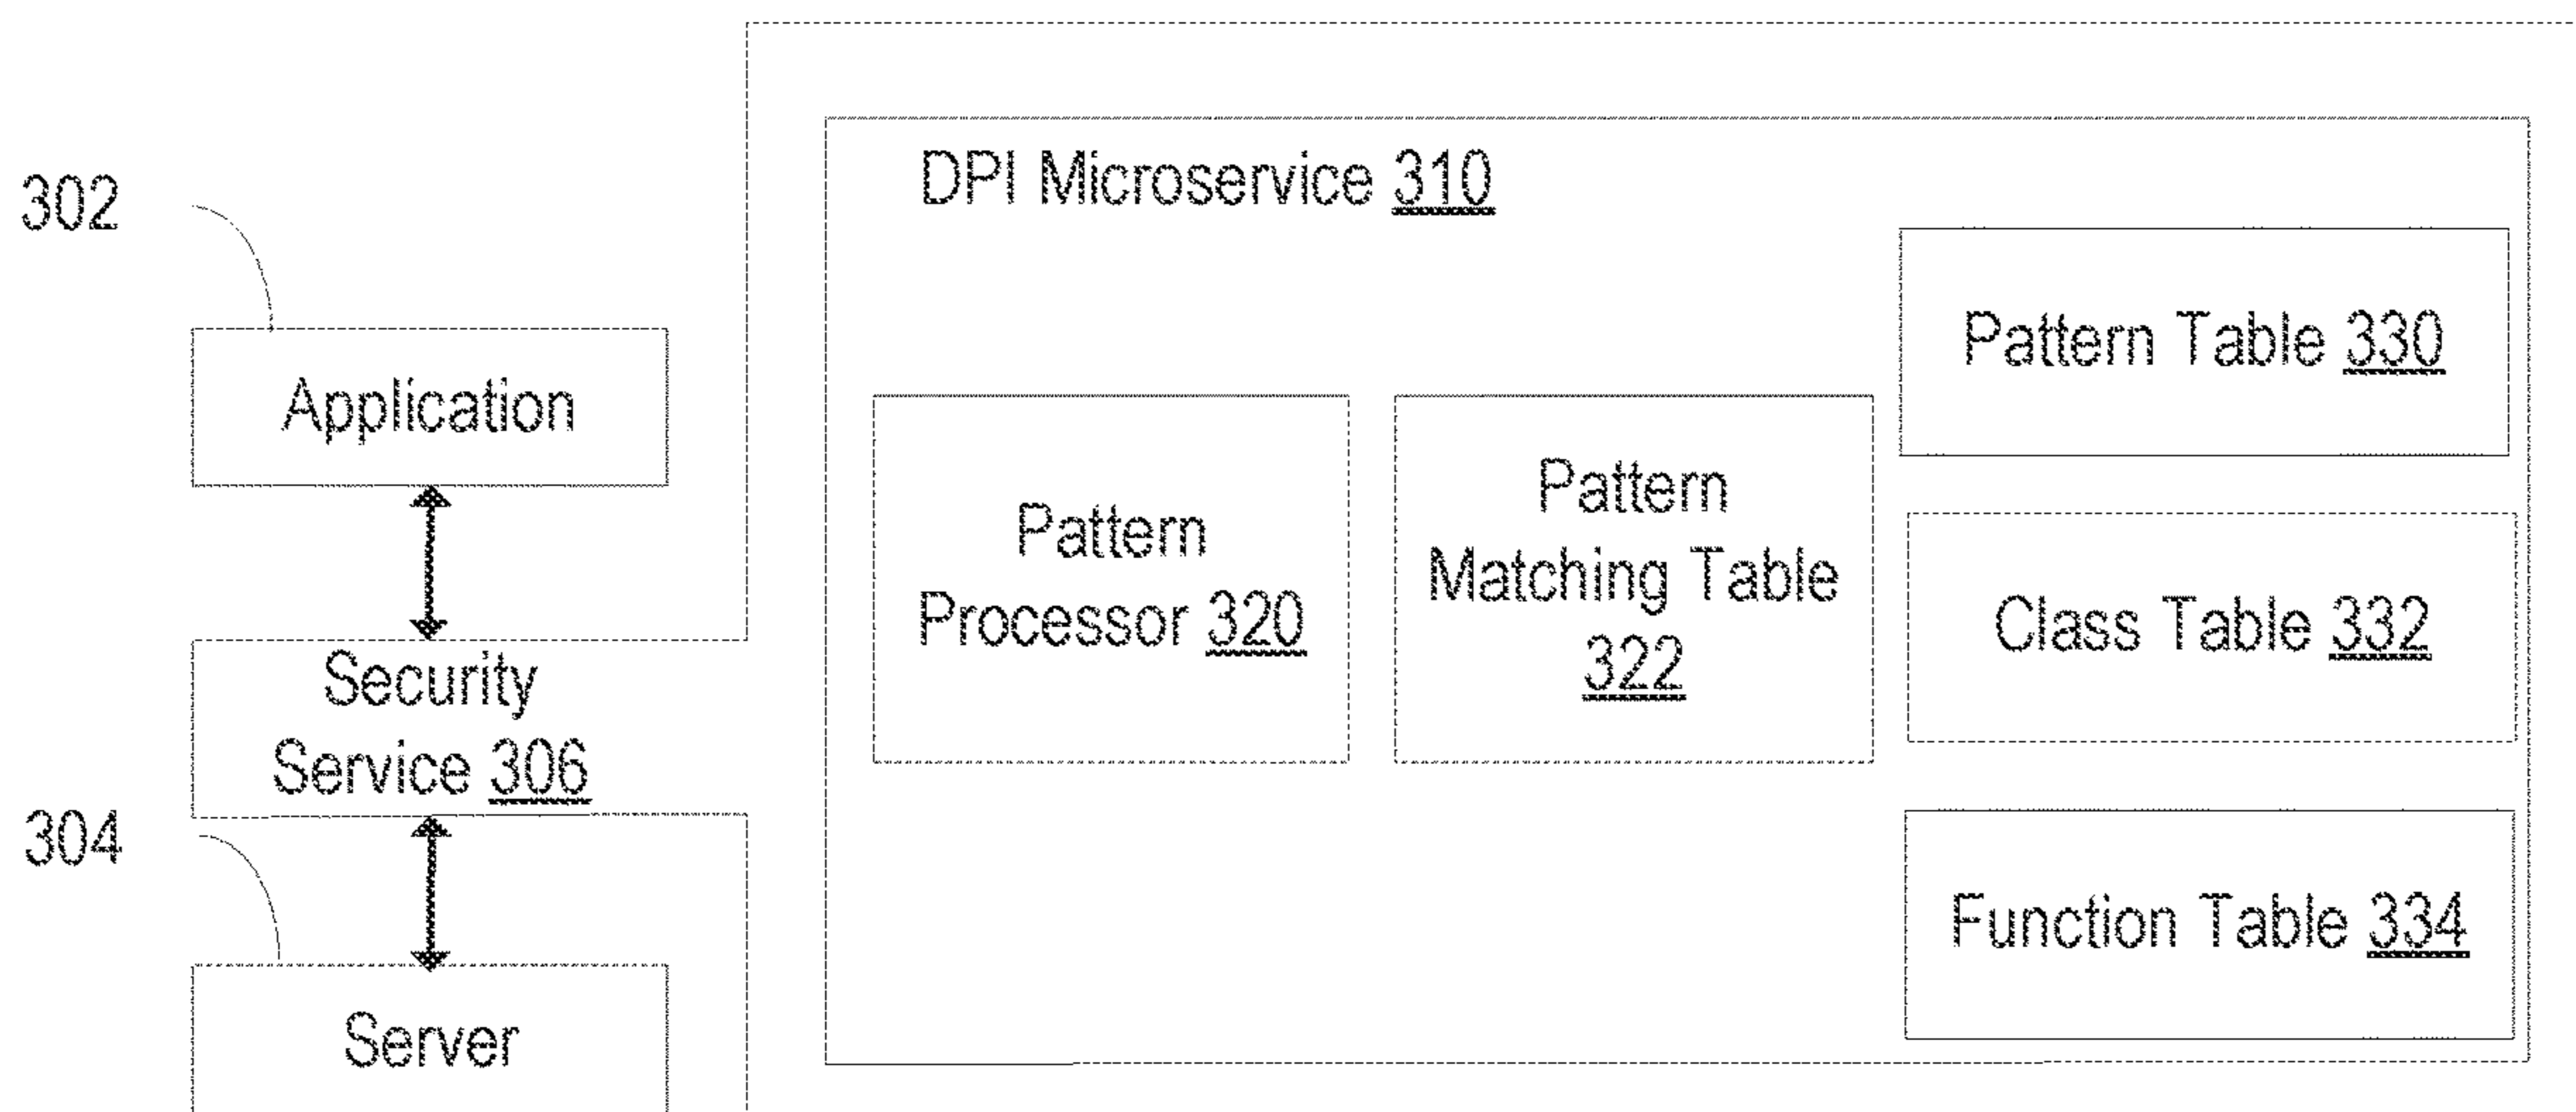 302
Application
Security
Service 306
304
Server
DPI Microservice 310
Pattern
Processor 320
Pattern
Matching Table
322
Pattern Table 330
Class Table 332
Function Table 334